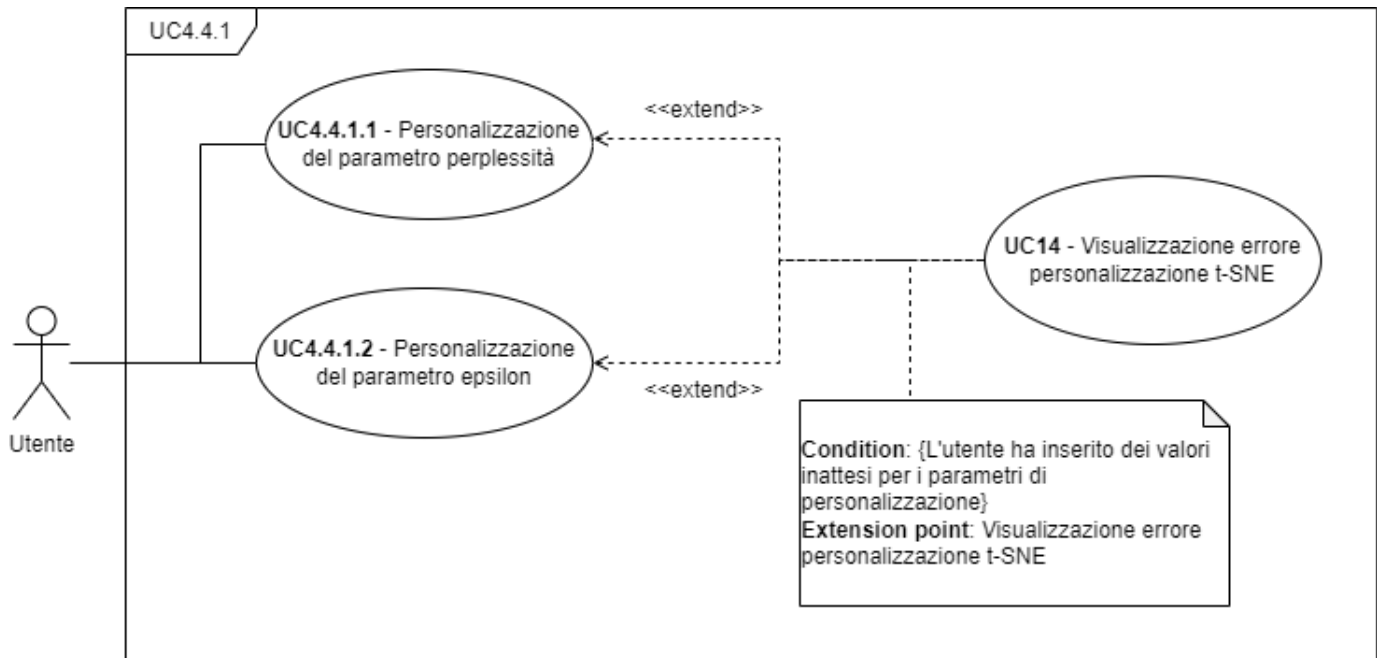 UC4.4.1
UC4.4.1.1 - Personalizzazione
del parametro perplessità
<<extend>>
UC14 - Visualizzazione errore
personalizzazione t-SNE
UC4.4.1.2 - Personalizzazione
del parametro epsilon
<<extend>>
Utente
Condition: {L'utente ha inserito dei valori
inattesi per i parametri di
personalizzazione}
Extension point: Visualizzazione errore
personalizzazione t-SNE